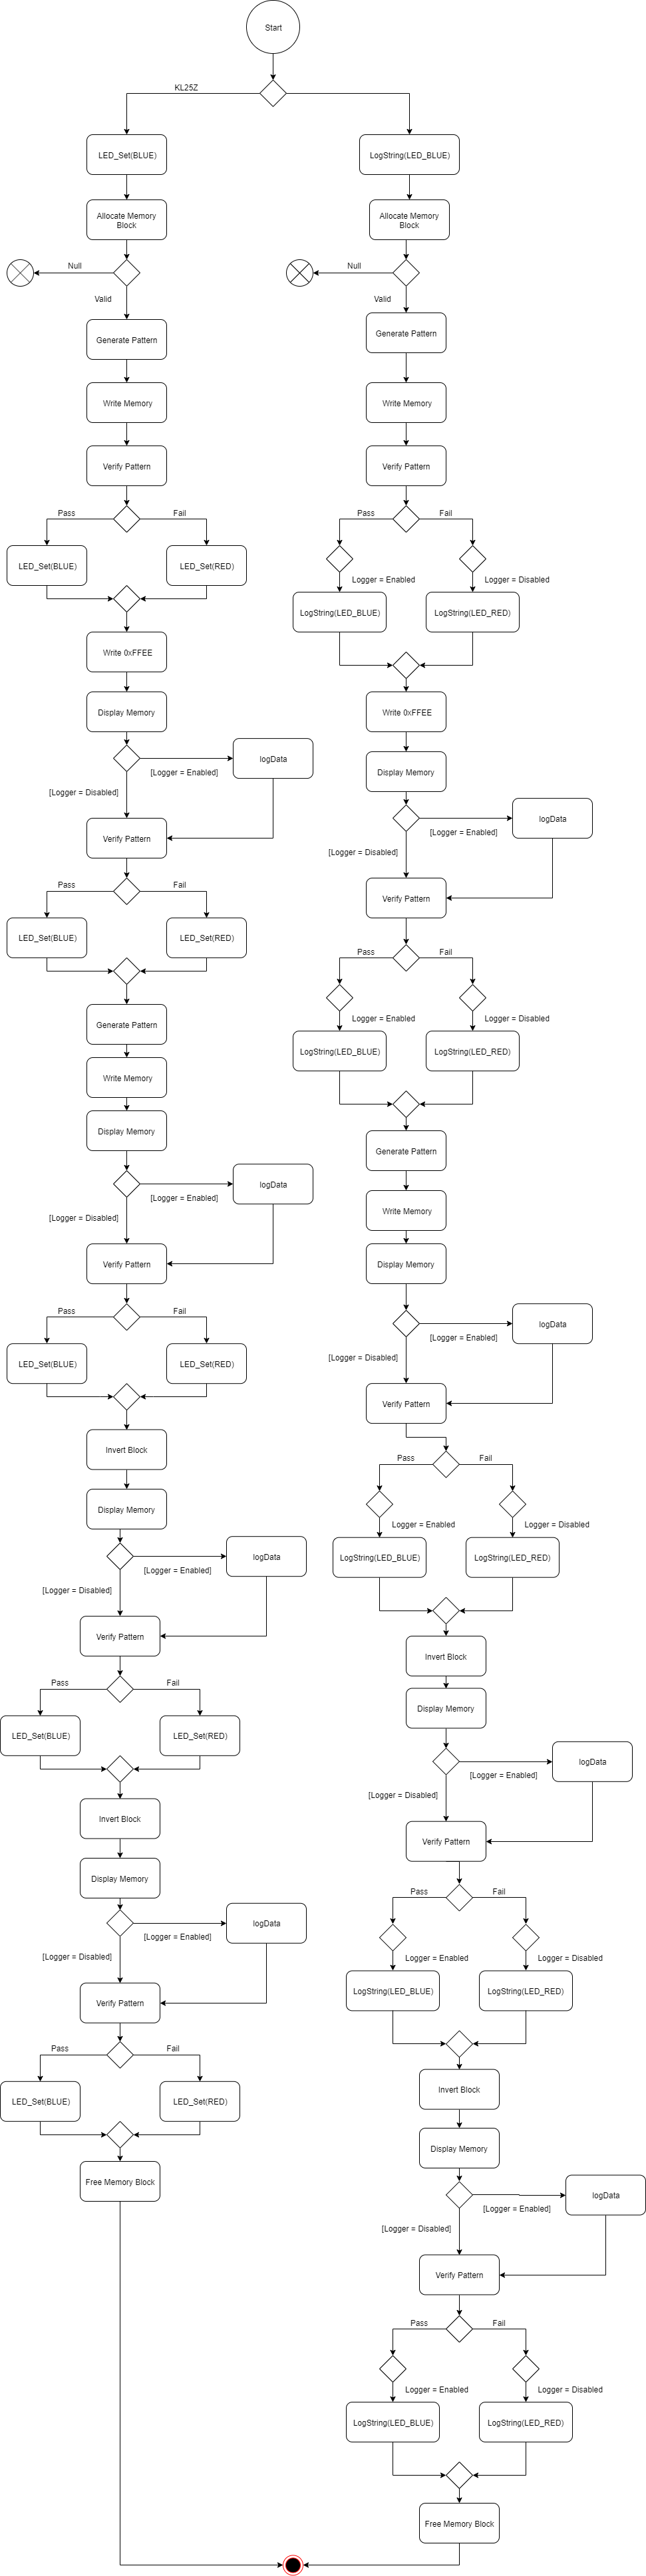 Start
KL25Z
LED_Set(BLUE)
Allocate Memory
Block
Null
Valid
Generate Pattern
Write Memory
Verify Pattern
Pass
Fail
LED_Set(BLUE)
LED_Set(RED)
Write 0xFFEE
Display Memory
[Logger = Enabled]
logData
[Logger = Disabled]
Verify Pattern
Pass
Fail
LED_Set(BLUE)
LED_Set(RED)
Generate Pattern
Write Memory
Display Memory
[Logger = Enabled]
logData
[Logger = Disabled]
Verify Pattern
Pass
Fail
LED_Set(BLUE)
LED_Set(RED)
Invert Block
Display Memory
[Logger = Enabled]
logData
[Logger = Disabled]
Verify Pattern
Pass
Fail
LED_Set(BLUE)
LED_Set(RED)
Invert Block
Display Memory
[Logger = Enabled]
logData
[Logger = Disabled]
Verify Pattern
Pass
Fail
LED_Set(BLUE)
LED_Set(RED)
Free Memory Block
LogString(LED_BLUE)
Allocate Memory
Block
Null
Valid
Generate Pattern
Write Memory
Verify Pattern
Pass
Fail
Logger = Enabled
Logger = Disabled
LogString(LED_BLUE)
LogString(LED_RED)
Write 0xFFEE
Display Memory
[Logger = Enabled]
logData
[Logger = Disabled]
Verify Pattern
Pass
Fail
Logger = Enabled
Logger = Disabled
LogString(LED_BLUE)
LogString(LED_RED)
Generate Pattern
Write Memory
Display Memory
[Logger = Enabled]
logData
[Logger = Disabled]
Verify Pattern
Pass
Fail
Logger = Enabled
Logger = Disabled
LogString(LED_BLUE)
LogString(LED_RED)
Invert Block
Display Memory
[Logger = Enabled]
logData
[Logger = Disabled]
Verify Pattern
Pass
Fail
Logger = Enabled
Logger = Disabled
LogString(LED_BLUE)
LogString(LED_RED)
Invert Block
Display Memory
[Logger = Enabled]
logData
[Logger = Disabled]
Verify Pattern
Pass
Fail
Logger = Enabled
Logger = Disabled
LogString(LED_BLUE)
LogString(LED_RED)
Free Memory Block